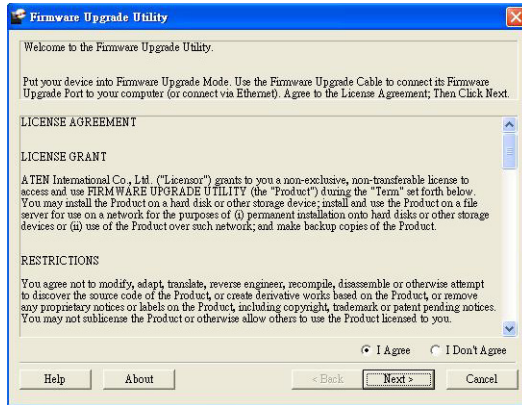 Firmware Upgrade Utility
Welcome to the Firmware Upgrade Utility.
Put your device into Firmware Upgrade Mode. Use the Firmware Upgrade Cable to connect its Firmware
Upgrade Port to your computer (or connect via Ethernet). Agree to the License Agreement; Then Click Next.
LICENSE AGREEMENT
LICENSE GRANT
ATEN International Co., Ltd. ("Licensor") grants to you a non-exclusive, non-transferable license to
access and use FIRMWARE UPGRADE UTILITY (the "Product") during the "Term" set forth below.
You may install the Product on a hard disk or other storage device; install and use the Product on a file
server for use on a network for the purposes of (i) permanent installation onto hard disks or other storage
devices or (ii) use of the Product over such network; and make backup copies of the Product.
RESTRICTIONS
You agree not to modify, adapt, translate, reverse engineer, recompile, disassemble or otherwise attempt
to discover the source code of the Product, or create derivative works based on the Product, or remove
any proprietary notices or labels on the Product, including copyright, trademark or patent pending notices.
You may not sublicense the Product or otherwise allow others to use the Product licensed to you.
I Agree I Don't Agree
Help About < Back Next > Cancel